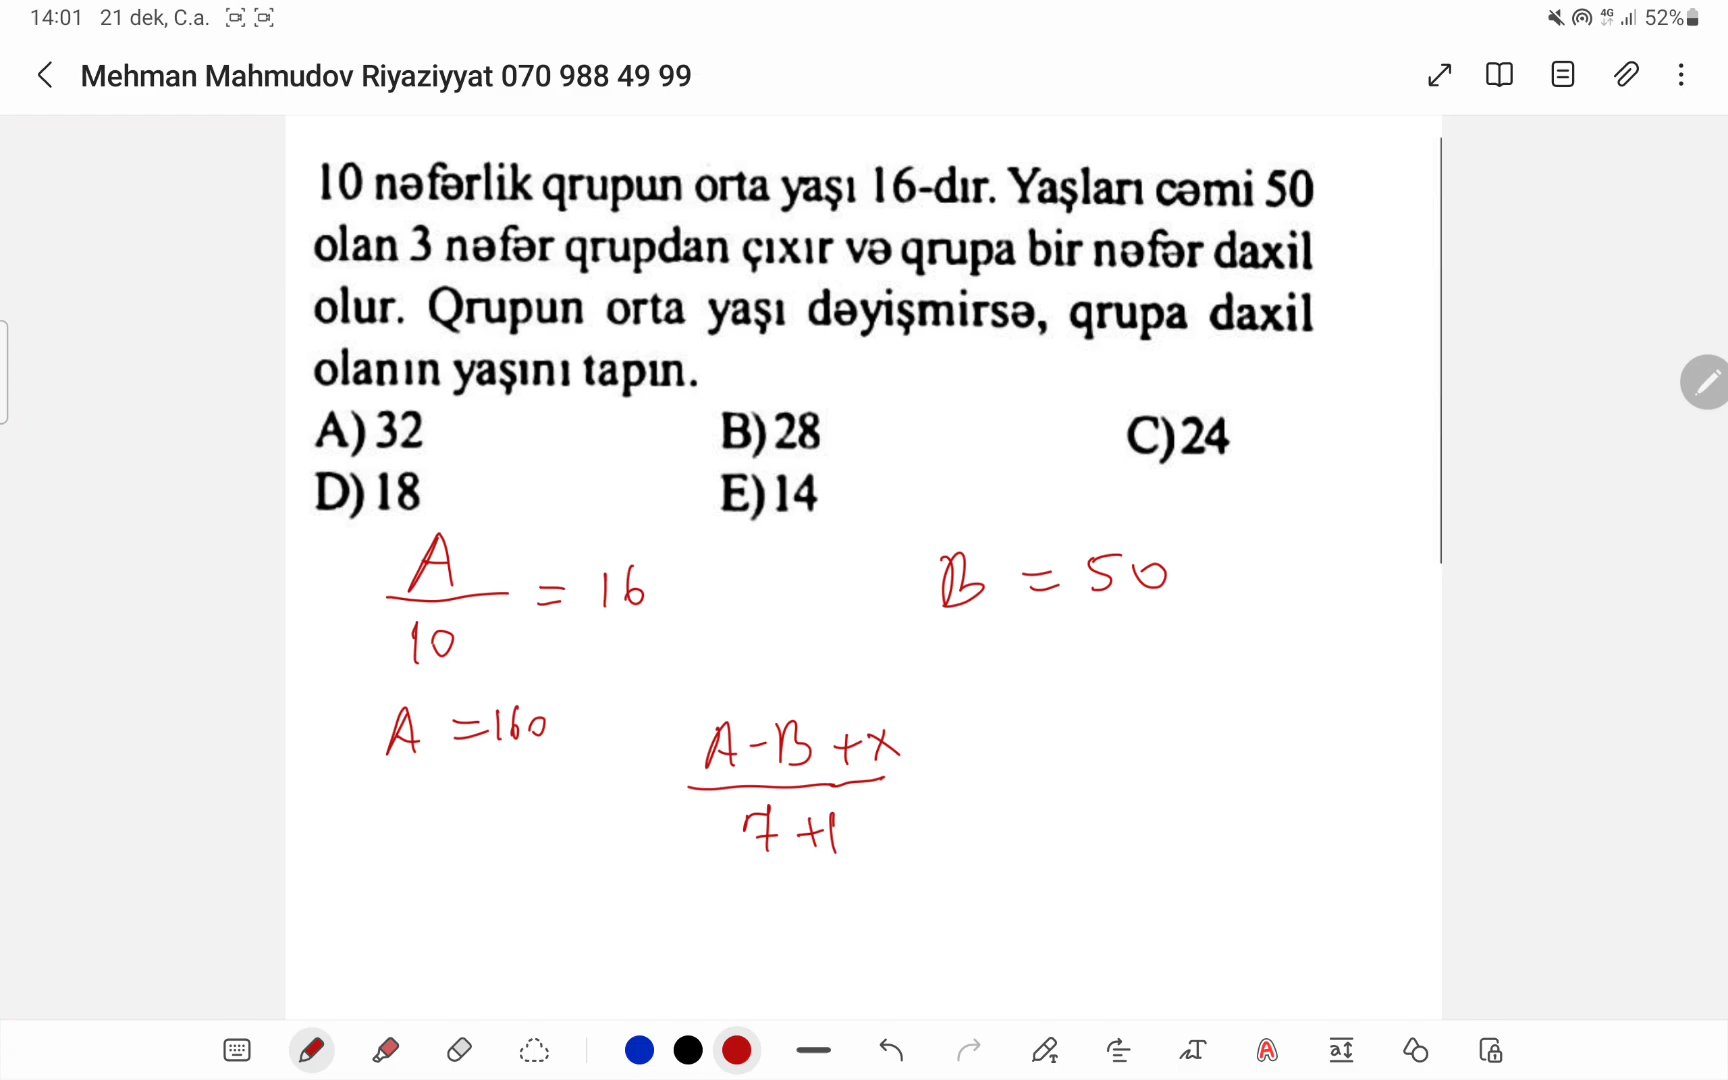 14:01 21 dek, C.a. 4G 52%
Mehman Mahmudov Riyaziyyat 070 988 49 99
10 nəfərlik qrupun orta yaşı 16-dır. Yaşları cəmi 50
olan 3 nəfər qrupdan çıxır və qrupa bir nəfər daxil
olur. Qrupun orta yaşı dəyişmirsə, qrupa daxil
olanın yaşını tapın.
A) 32 B) 28 C) 24
D) 18 E) 14
A/10 = 16 B = 50
A = 160
A-B+x
7+1